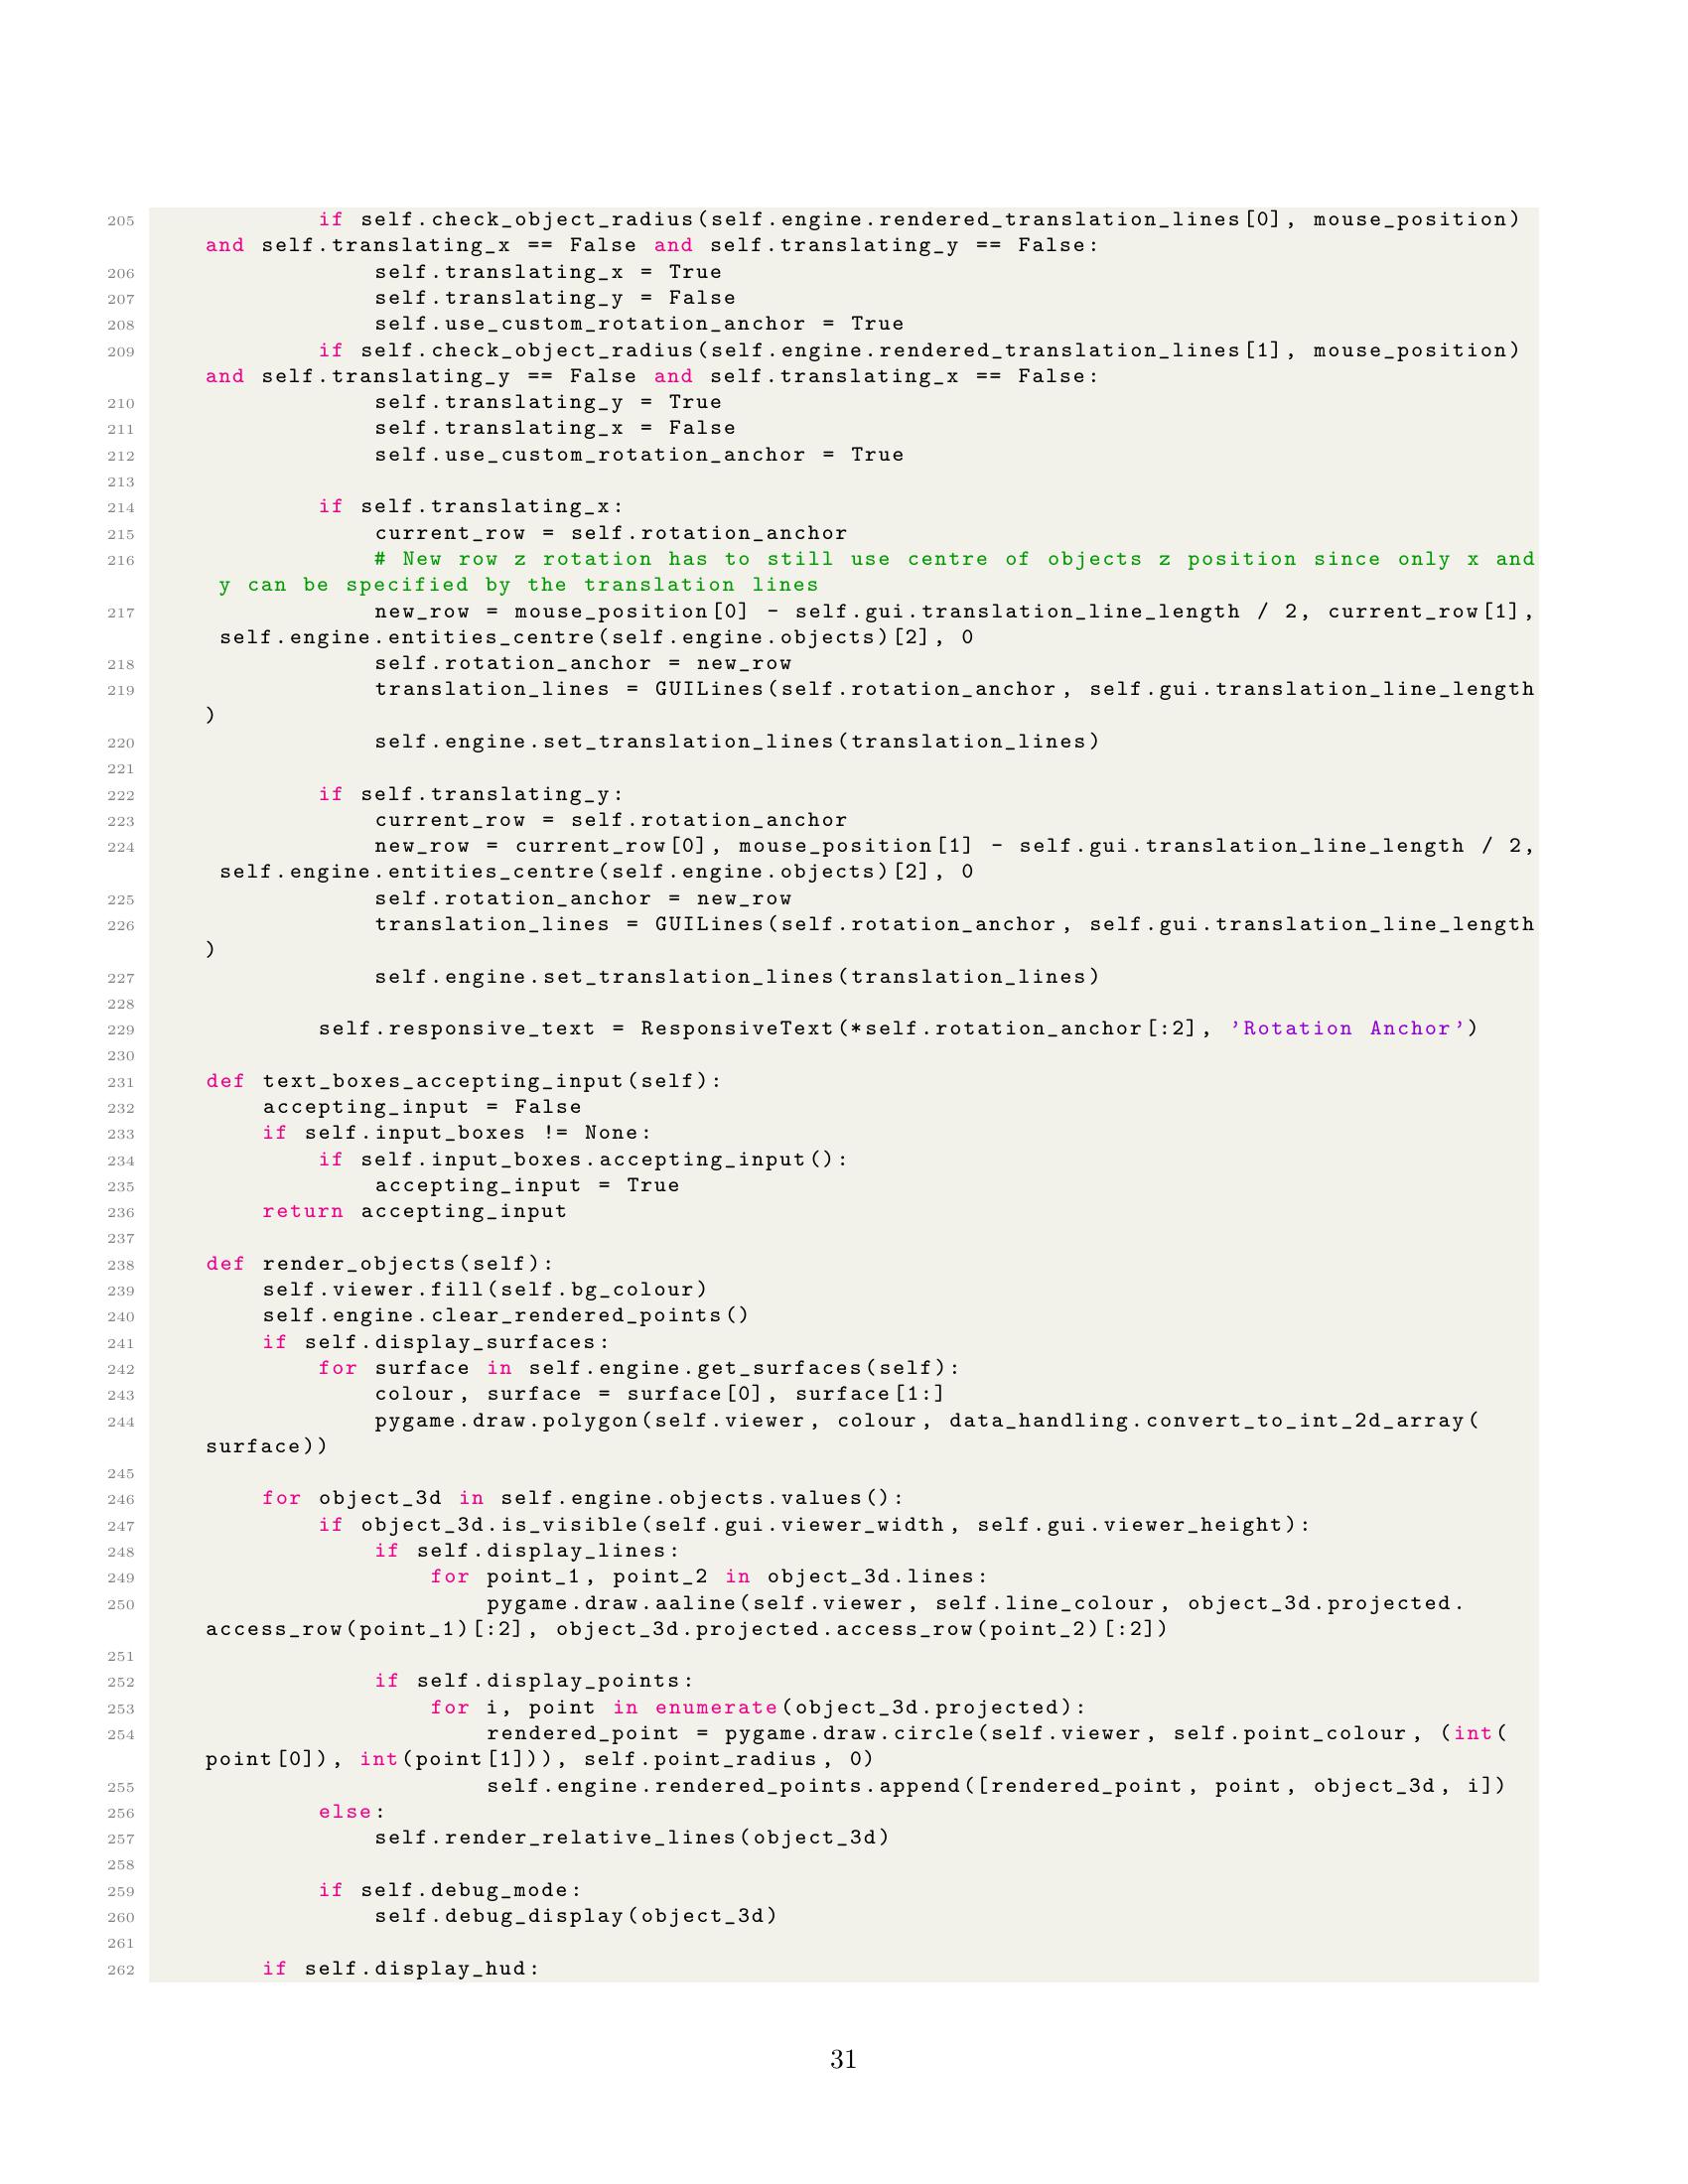 205             if self.check_object_radius(self.engine.rendered_translation_lines[0], mouse_position)
    and self.translating_x == False and self.translating_y == False:
206                 self.translating_x = True
207                 self.translating_y = False
208                 self.use_custom_rotation_anchor = True
209             if self.check_object_radius(self.engine.rendered_translation_lines[1], mouse_position)
    and self.translating_y == False and self.translating_x == False:
210                 self.translating_y = True
211                 self.translating_x = False
212                 self.use_custom_rotation_anchor = True
213
214             if self.translating_x:
215                 current_row = self.rotation_anchor
216                 # New row z rotation has to still use centre of objects z position since only x and
     y can be specified by the translation lines
217                 new_row = mouse_position[0] - self.gui.translation_line_length / 2, current_row[1],
     self.engine.entities_centre(self.engine.objects)[2], 0
218                 self.rotation_anchor = new_row
219                 translation_lines = GUILines(self.rotation_anchor, self.gui.translation_line_length
    )
220                 self.engine.set_translation_lines(translation_lines)
221
222             if self.translating_y:
223                 current_row = self.rotation_anchor
224                 new_row = current_row[0], mouse_position[1] - self.gui.translation_line_length / 2,
     self.engine.entities_centre(self.engine.objects)[2], 0
225                 self.rotation_anchor = new_row
226                 translation_lines = GUILines(self.rotation_anchor, self.gui.translation_line_length
    )
227                 self.engine.set_translation_lines(translation_lines)
228
229             self.responsive_text = ResponsiveText(*self.rotation_anchor[:2], ’Rotation Anchor’)
230
231     def text_boxes_accepting_input(self):
232         accepting_input = False
233         if self.input_boxes != None:
234             if self.input_boxes.accepting_input():
235                 accepting_input = True
236         return accepting_input
237
238     def render_objects(self):
239         self.viewer.fill(self.bg_colour)
240         self.engine.clear_rendered_points()
241         if self.display_surfaces:
242             for surface in self.engine.get_surfaces(self):
243                 colour, surface = surface[0], surface[1:]
244                 pygame.draw.polygon(self.viewer, colour, data_handling.convert_to_int_2d_array(
    surface))
245
246         for object_3d in self.engine.objects.values():
247             if object_3d.is_visible(self.gui.viewer_width, self.gui.viewer_height):
248                 if self.display_lines:
249                     for point_1, point_2 in object_3d.lines:
250                         pygame.draw.aaline(self.viewer, self.line_colour, object_3d.projected.
    access_row(point_1)[:2], object_3d.projected.access_row(point_2)[:2])
251
252                 if self.display_points:
253                     for i, point in enumerate(object_3d.projected):
254                         rendered_point = pygame.draw.circle(self.viewer, self.point_colour, (int(
    point[0]), int(point[1])), self.point_radius, 0)
255                         self.engine.rendered_points.append([rendered_point, point, object_3d, i])
256             else:
257                 self.render_relative_lines(object_3d)
258
259             if self.debug_mode:
260                 self.debug_display(object_3d)
261
262         if self.display_hud:
31